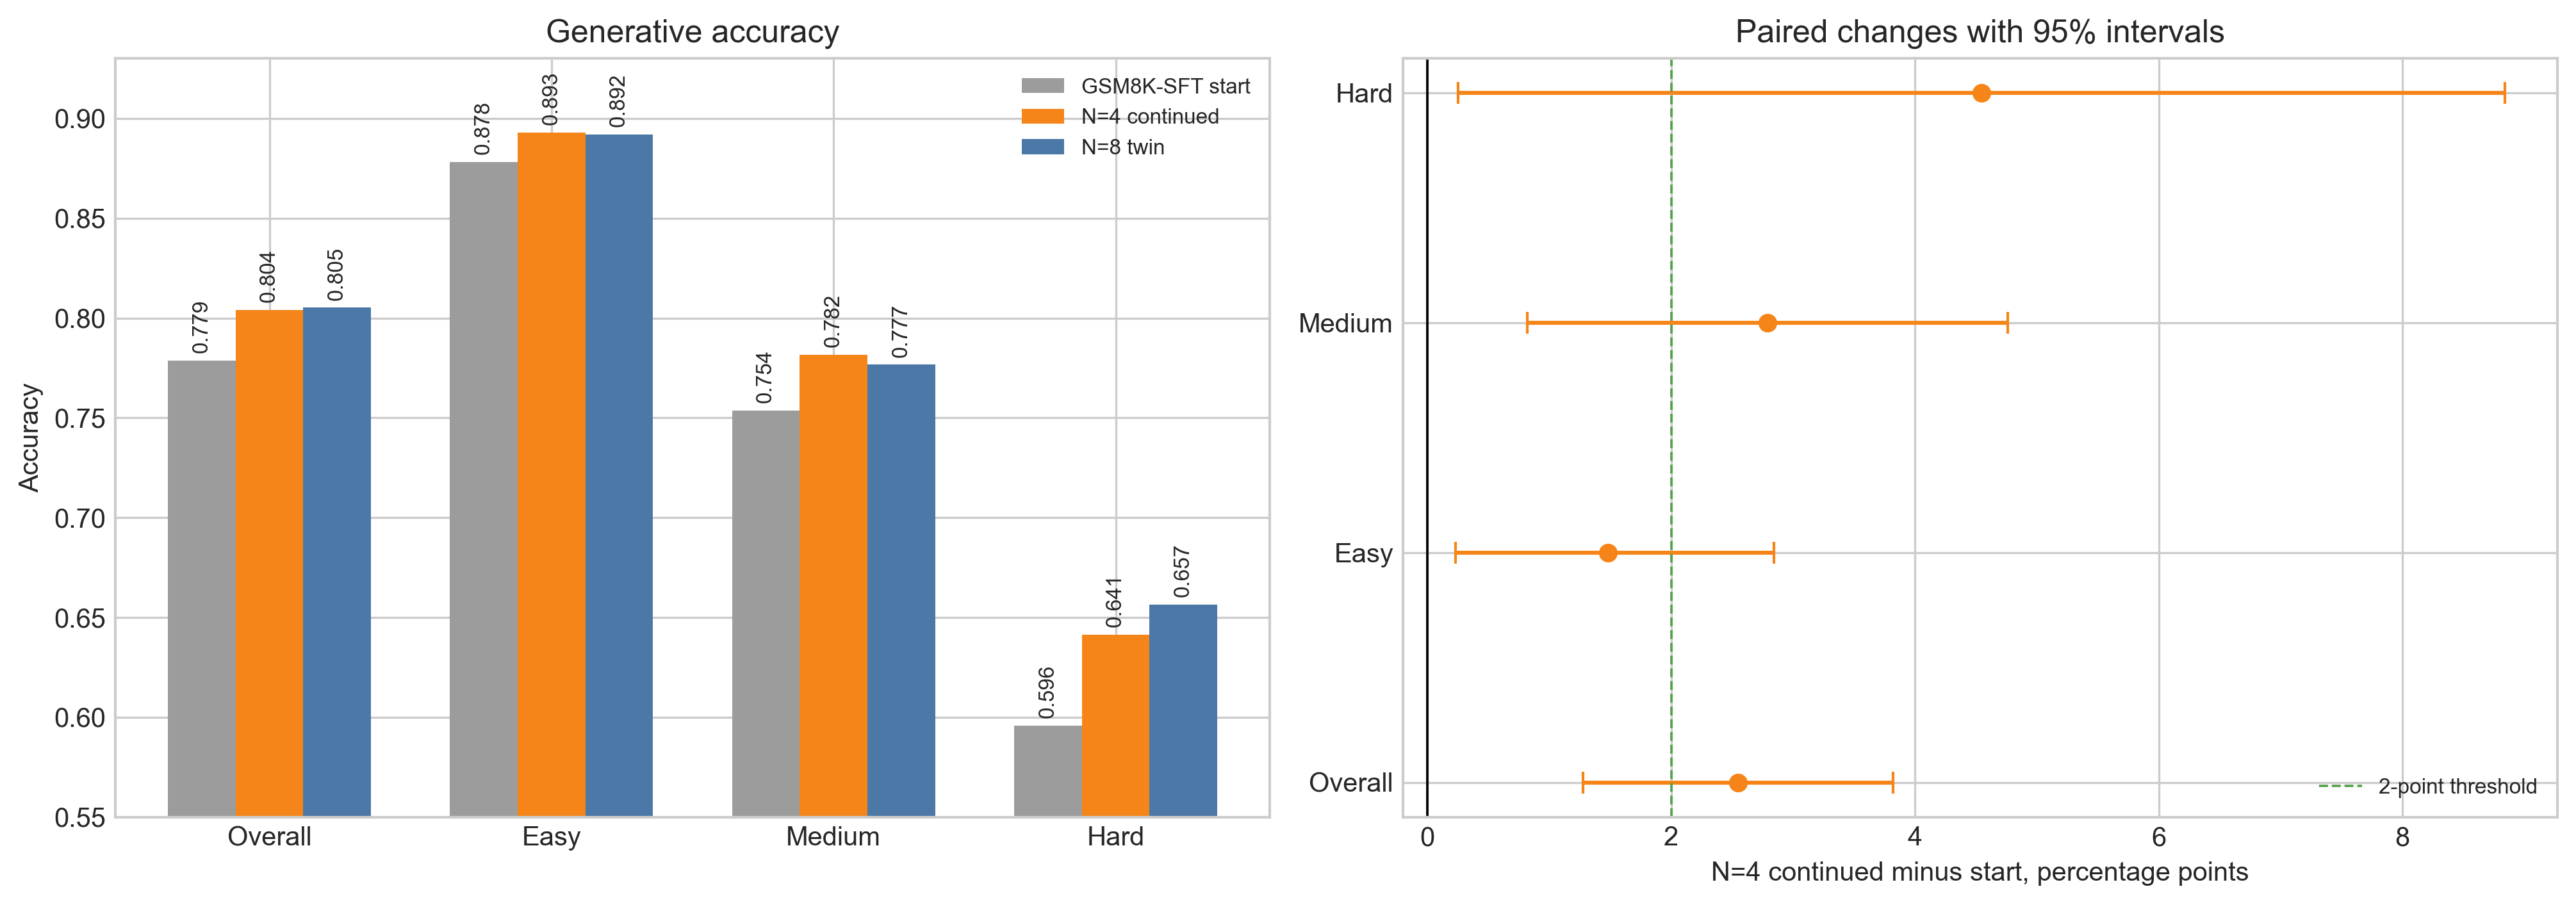 Generative accuracy
GSM8K-SFT start
N=4 continued
N=8 twin
Accuracy
0.90
0.85
0.80
0.75
0.70
0.65
0.60
0.55
0.779
0.804
0.805
0.878
0.893
0.892
0.754
0.782
0.777
0.596
0.641
0.657
Overall
Easy
Medium
Hard
Paired changes with 95% intervals
Hard
Medium
Easy
Overall
2-point threshold
0
2
4
6
8
N=4 continued minus start, percentage points